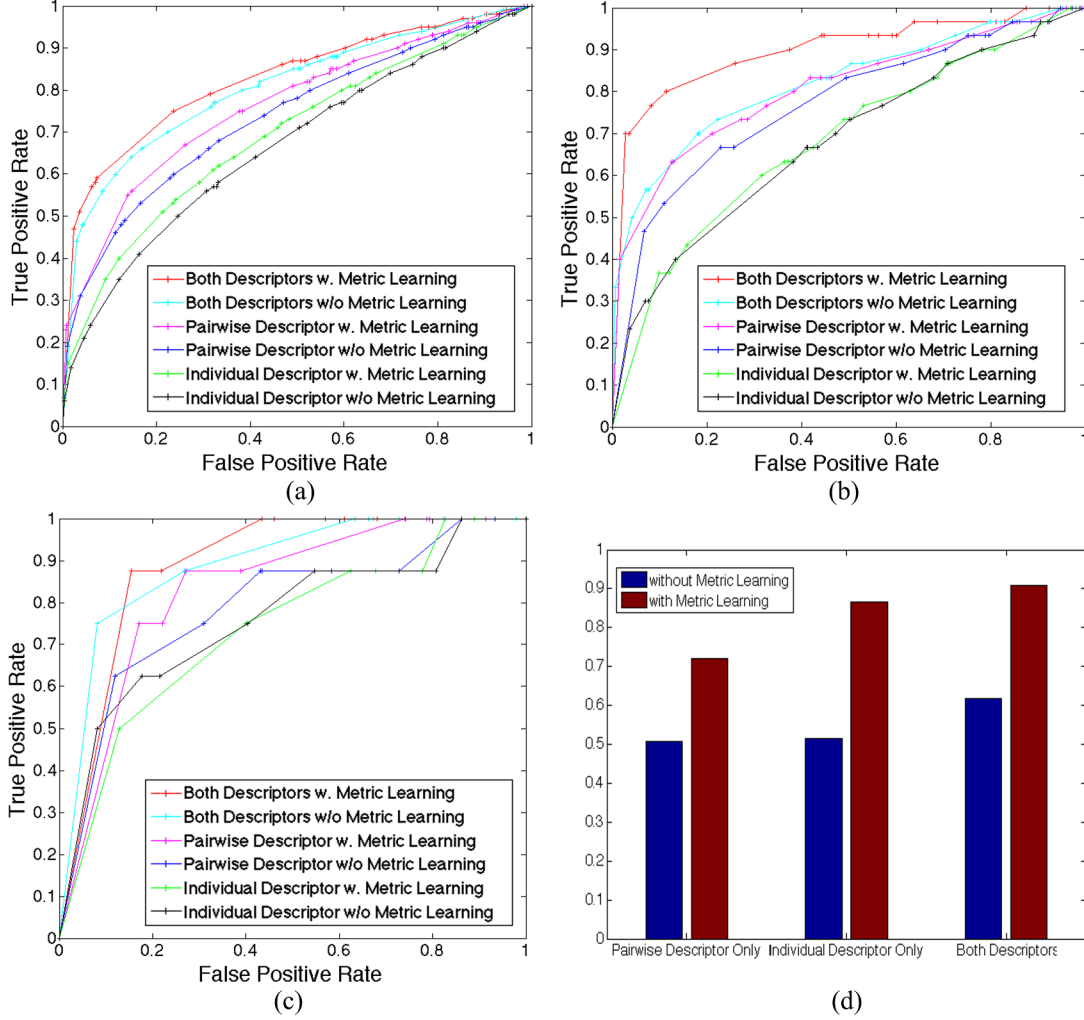 1
0.9
0.8
0.7
0.6
0.5
0.4
0.3
0.2
0.1
0
True Positive Rate
Both Descriptors w. Metric Learning
Both Descriptors w/o Metric Learning
Pairwise Descriptor w. Metric Learning
Pairwise Descriptor w/o Metric Learning
Individual Descriptor w. Metric Learning
Individual Descriptor w/o Metric Learning
0 0.2 0.4 0.6 0.8 1
False Positive Rate
(a)
1
0.9
0.8
0.7
0.6
0.5
0.4
0.3
0.2
0.1
0
True Positive Rate
Both Descriptors w. Metric Learning
Both Descriptors w/o Metric Learning
Pairwise Descriptor w. Metric Learning
Pairwise Descriptor w/o Metric Learning
Individual Descriptor w. Metric Learning
Individual Descriptor w/o Metric Learning
0 0.2 0.4 0.6 0.8 1
False Positive Rate
(b)
1
0.9
0.8
0.7
0.6
0.5
0.4
0.3
0.2
0.1
0
True Positive Rate
Both Descriptors w. Metric Learning
Both Descriptors w/o Metric Learning
Pairwise Descriptor w. Metric Learning
Pairwise Descriptor w/o Metric Learning
Individual Descriptor w. Metric Learning
Individual Descriptor w/o Metric Learning
0 0.2 0.4 0.6 0.8 1
False Positive Rate
(c)
1
0.9
0.8
0.7
0.6
0.5
0.4
0.3
0.2
0.1
0
without Metric Learning
with Metric Learning
Pairwise Descriptor Only Individual Descriptor Only Both Descriptors
(d)